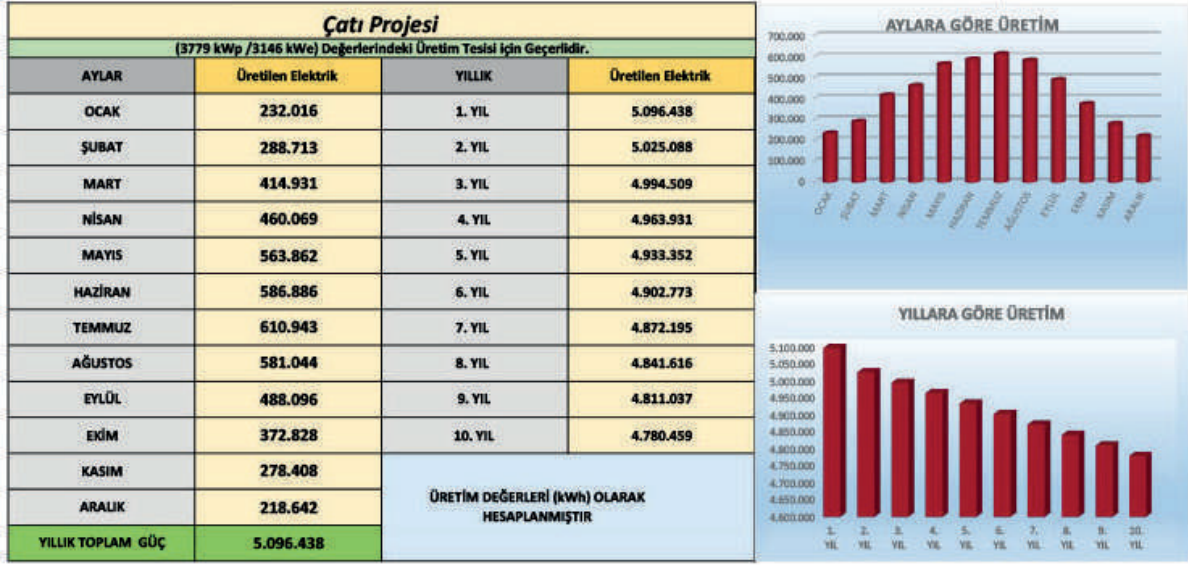 Çatı Projesi
(3779 kWp /3146 kWe) Değerlerindeki Üretim Tesisi için Geçerlidir.
AYLAR Üretilen Elektrik YILLIK Üretilen Elektrik
OCAK 232.016 1. YIL 5.096.438
ŞUBAT 288.713 2. YIL 5.025.088
MART 414.931 3. YIL 4.994.509
NİSAN 460.069 4. YIL 4.963.931
MAYIS 563.862 5. YIL 4.933.352
HAZİRAN 586.886 6. YIL 4.902.773
TEMMUZ 610.943 7. YIL 4.872.195
AĞUSTOS 581.044 8. YIL 4.841.616
EYLÜL 488.096 9. YIL 4.811.037
EKİM 372.828 10. YIL 4.780.459
KASIM 278.408
ARALIK 218.642
YILLIK TOPLAM GÜÇ 5.096.438
ÜRETİM DEĞERLERİ (kWh) OLARAK
HESAPLANMIŞTIR
AYLARA GÖRE ÜRETİM
700.000
600.000
500.000
400.000
300.000
200.000
100.000
0
OCAK ŞUBAT MART NİSAN MAYIS HAZİRAN TEMMUZ AĞUSTOS EYLÜL EKİM KASIM ARALIK
YILLARA GÖRE ÜRETİM
5.100.000
5.050.000
5.000.000
4.950.000
4.900.000
4.850.000
4.800.000
4.750.000
4.700.000
4.650.000
4.600.000
1. 2. 3. 4. 5. 6. 7. 8. 9. 10.
YIL YIL YIL YIL YIL YIL YIL YIL YIL YIL